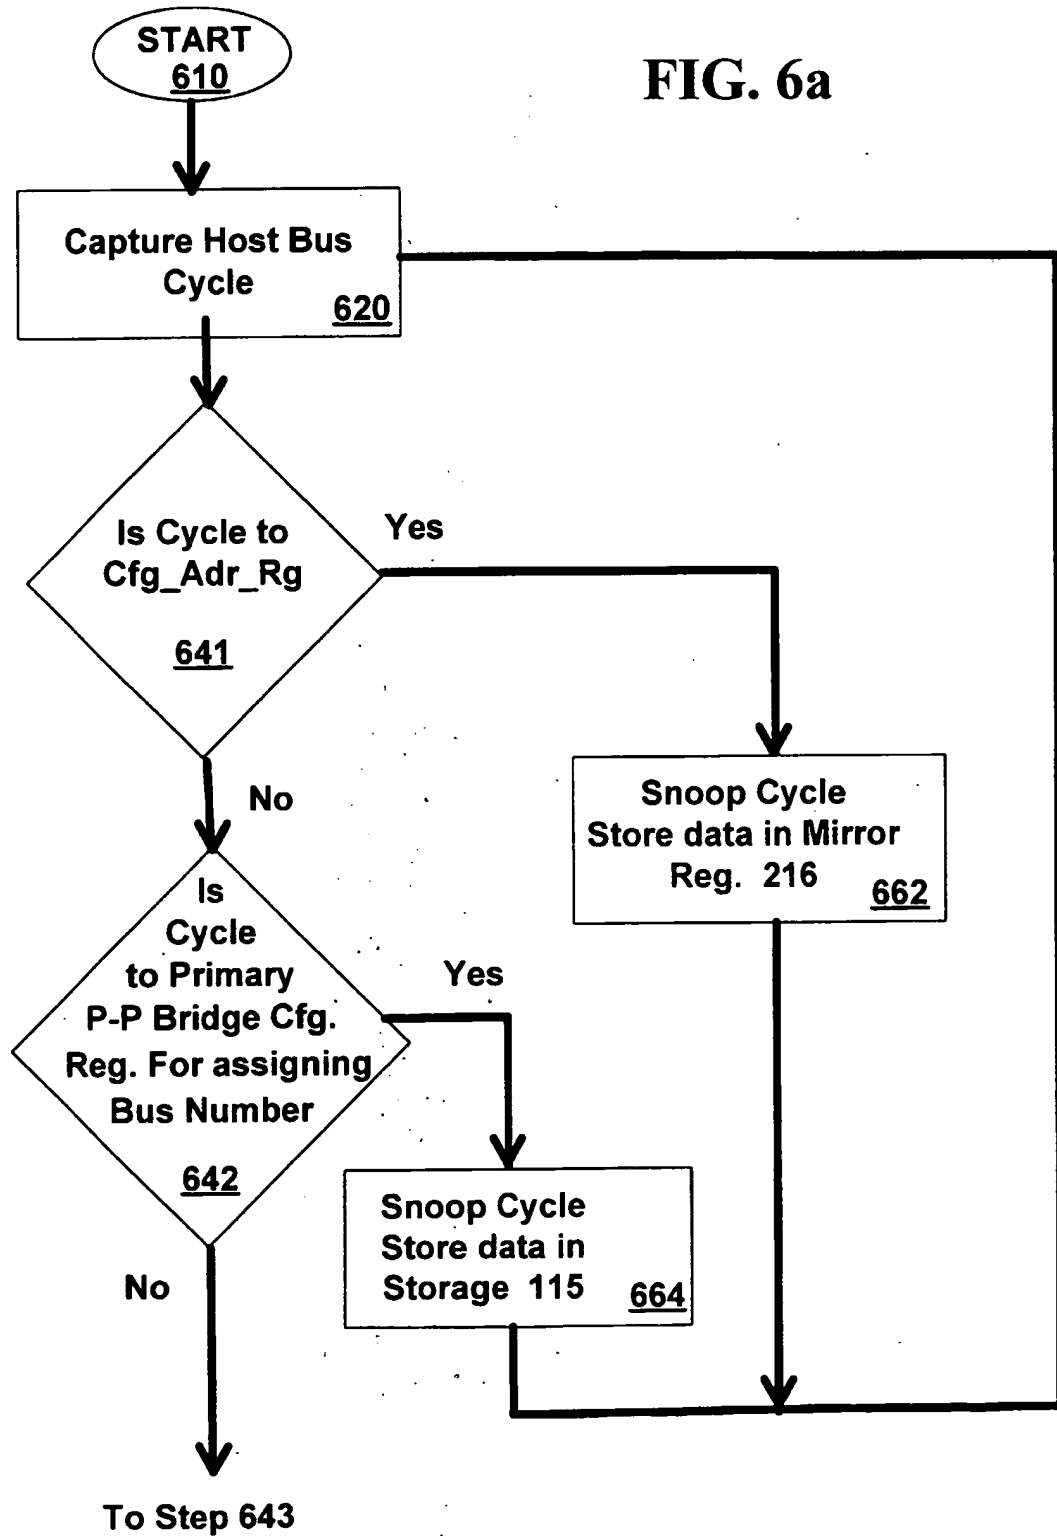 START
610
FIG. 6a
Capture Host Bus
Cycle
620
Is Cycle to
Cfg_Adr_Rg
641
Yes
No
Snoop Cycle
Store data in Mirror
Reg. 216
662
Is
Cycle
to Primary
P-P Bridge Cfg.
Reg. For assigning
Bus Number
642
Yes
Snoop Cycle
Store data in
Storage 115
664
No
To Step 643